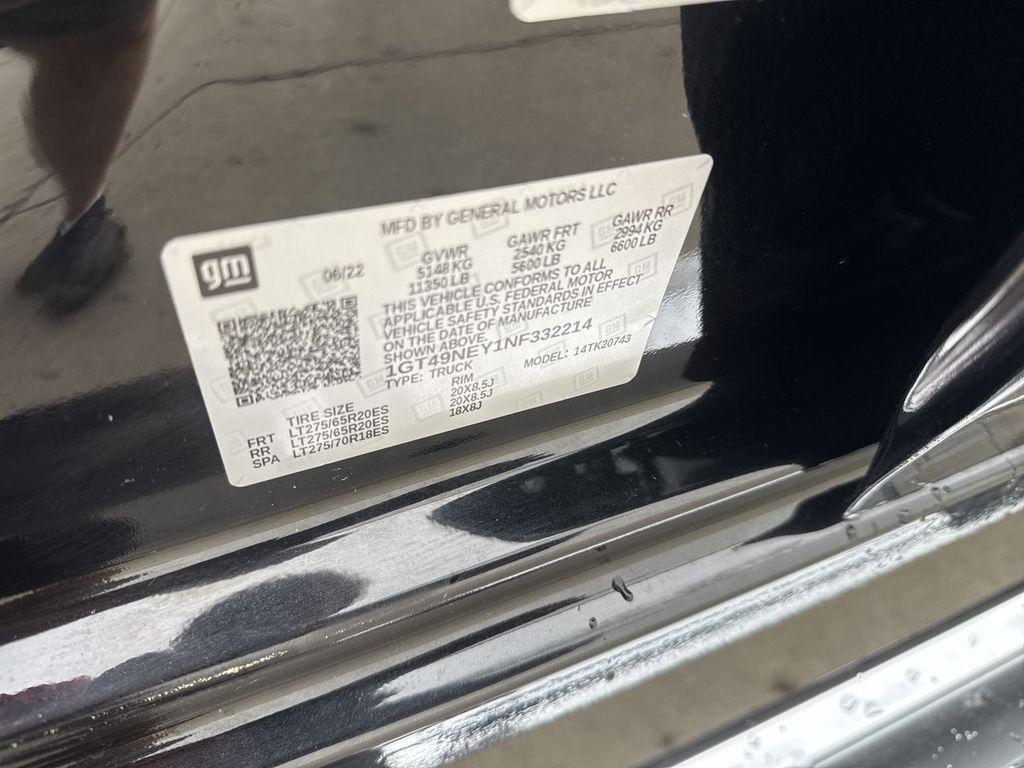 MFD BY GENERAL MOTORS LLC
gm
06/22
GVWR GAWR FRT GAWR RR
5148 KG 2540 KG 2994 KG
11350 LB 5600 LB 6600 LB
THIS VEHICLE CONFORMS TO ALL
APPLICABLE U.S. FEDERAL MOTOR
VEHICLE SAFETY STANDARDS IN EFFECT
ON THE DATE OF MANUFACTURE
SHOWN ABOVE.
1GT49NEY1NF332214
TYPE: TRUCK MODEL: 14TK20743
TIRE SIZE RIM
FRT LT275/65R20ES 20X8.5J
RR LT275/65R20ES 20X8.5J
SPA LT275/70R18ES 18X8J